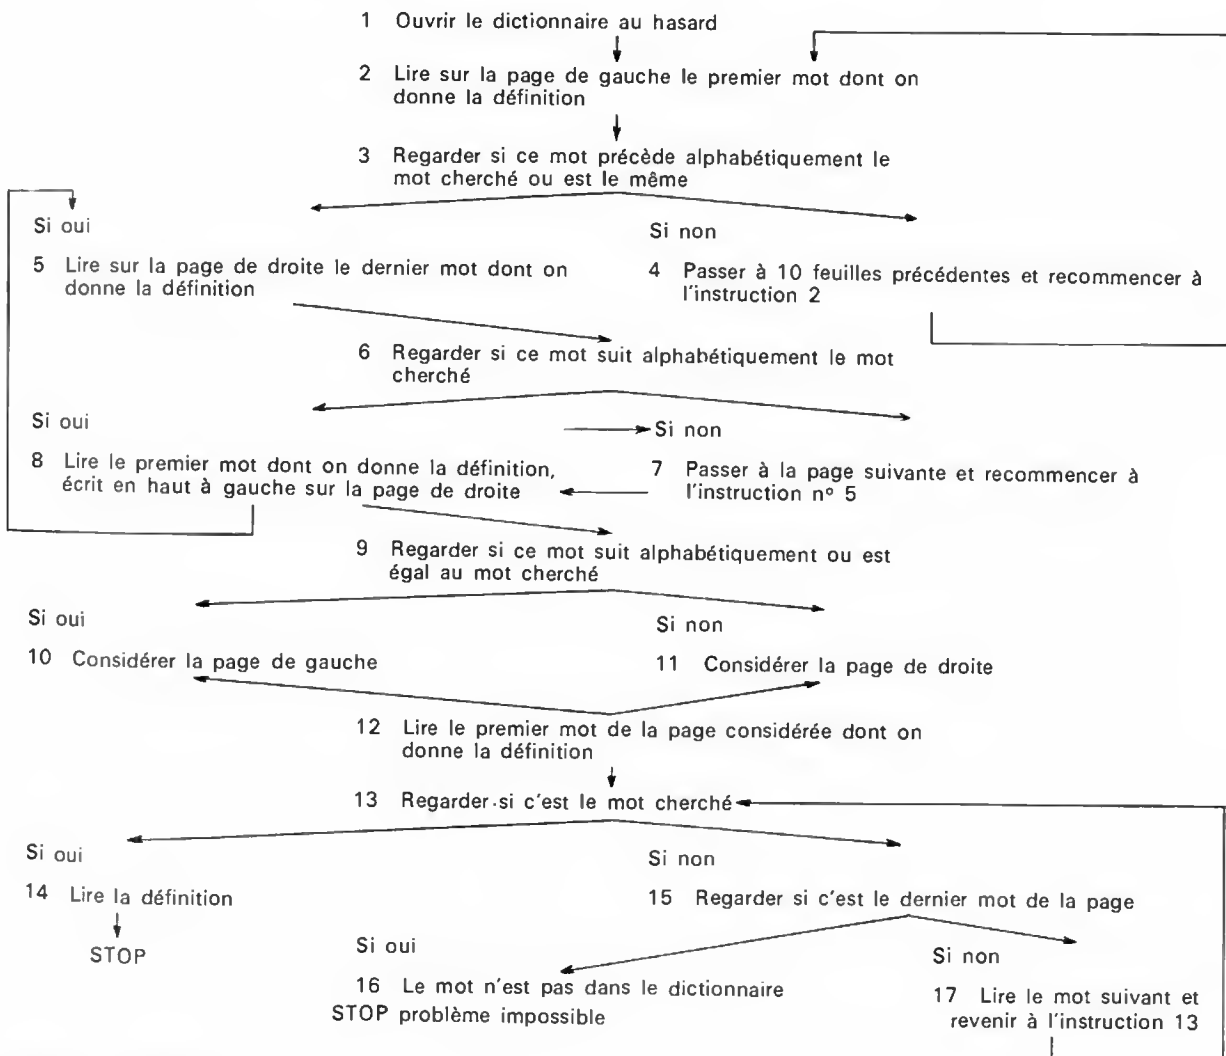 1 Ouvrir le dictionnaire au hasard
2 Lire sur la page de gauche le premier mot dont on
donne la définition
3 Regarder si ce mot précède alphabétiquement le
mot cherché ou est le même
Si oui
5 Lire sur la page de droite le dernier mot dont on
donne la définition
Si non
4 Passer à 10 feuilles précédentes et recommencer à
l'instruction 2
6 Regarder si ce mot suit alphabétiquement le mot
cherché
Si oui
8 Lire le premier mot dont on donne la définition,
écrit en haut à gauche sur la page de droite
Si non
7 Passer à la page suivante et recommencer à
l'instruction nº 5
9 Regarder si ce mot suit alphabétiquement ou est
égal au mot cherché
Si oui
10 Considérer la page de gauche
Si non
11 Considérer la page de droite
12 Lire le premier mot de la page considérée dont on
donne la définition
13 Regarder si c'est le mot cherché
Si oui
14 Lire la définition
STOP
Si non
15 Regarder si c'est le dernier mot de la page
Si oui
16 Le mot n'est pas dans le dictionnaire
STOP problème impossible
Si non
17 Lire le mot suivant et
revenir à l'instruction 13